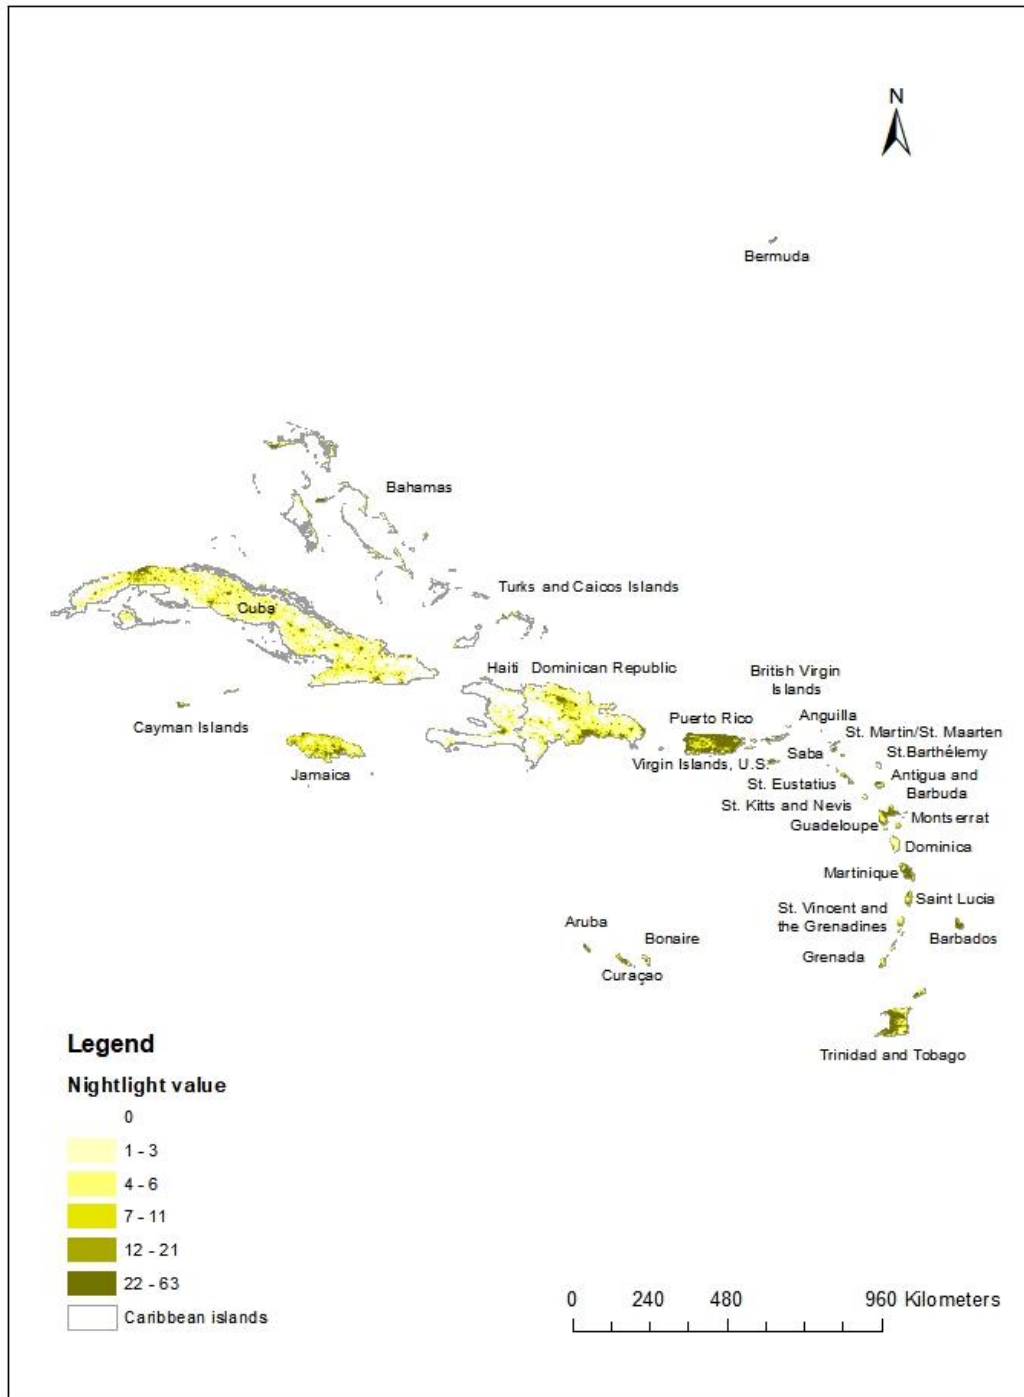 N
Bermuda
Bahamas
Turks and Caicos Islands
Cuba
Haiti
Dominican Republic
British Virgin
Islands
Cayman Islands
Puerto Rico
Anguilla
St. Martin/St. Maarten
Jamaica
Virgin Islands, U.S.
Saba
St.Barthélemy
St. Eustatius
Antigua and
Barbuda
St. Kitts and Nevis
Montserrat
Guadeloupe
Dominica
Martinique
Saint Lucia
St. Vincent and
the Grenadines
Aruba
Bonaire
Barbados
Curaçao
Grenada
Trinidad and Tobago
Legend
Nightlight value
0
1 - 3
4 - 6
7 - 11
12 - 21
22 - 63
Caribbean islands
0 240 480 960 Kilometers